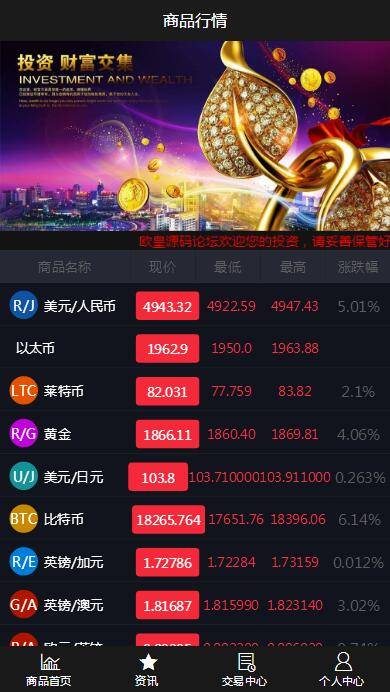 商品行情
投资 财富交集
INVESTMENT AND WEALTH
欧皇源码论坛欢迎您的投资，请妥善保管好
商品名称 现价 最低 最高 涨跌幅
R/J 美元/人民币 4943.32 4922.59 4947.43 5.01%
以太币 1962.9 1950.0 1963.88
LTC 莱特币 82.031 77.759 83.82 2.1%
R/G 黄金 1866.11 1860.40 1869.81 4.06%
U/J 美元/日元 103.8 103.710000 103.911000 0.263%
BTC 比特币 18265.764 17651.76 18396.06 6.14%
R/E 英镑/加元 1.72786 1.72284 1.73159 0.012%
G/A 英镑/澳元 1.81687 1.815990 1.823140 3.02%
商品首页 资讯 交易中心 个人中心